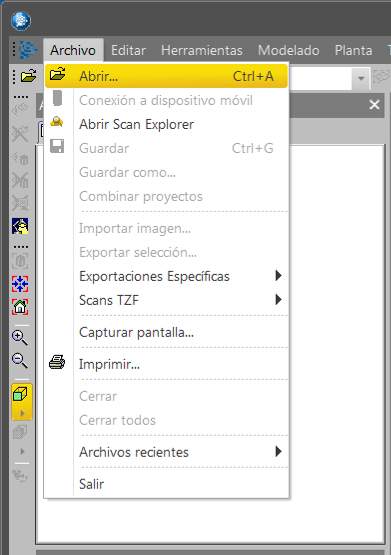 Archivo Editar Herramientas Modelado Planta
Abrir... Ctrl+A
Conexión a dispositivo móvil
Abrir Scan Explorer
Guardar Ctrl+G
Guardar como...
Combinar proyectos
Importar imagen...
Exportar selección...
Exportaciones Específicas
Scans TZF
Capturar pantalla...
Imprimir...
Cerrar
Cerrar todos
Archivos recientes
Salir